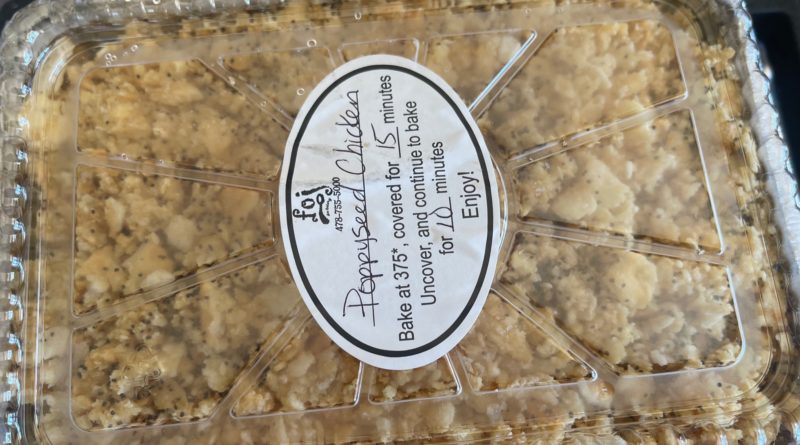 foj
478-755-5000
Poppyseed Chicken
Bake at 375*, covered for 15 minutes
Uncover, and continue to bake
for 10 minutes
Enjoy!